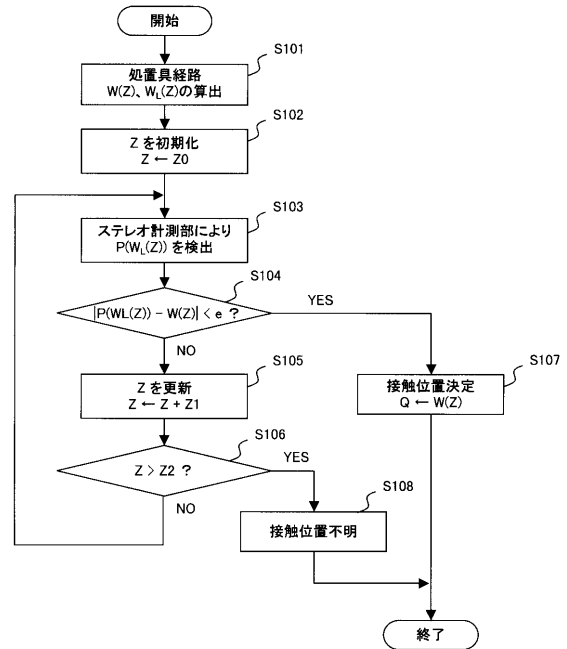 開始
S101
処置具経路
W(Z)、WL(Z)の算出
S102
Z を初期化
Z ← Z0
S103
ステレオ計測部により
P(WL(Z)) を検出
S104
|P(WL(Z)) − W(Z)| < e ?
YES
NO
S105
Z を更新
Z ← Z + Z1
S107
接触位置決定
Q ← W(Z)
S106
Z > Z2 ?
YES
NO
S108
接触位置不明
終了